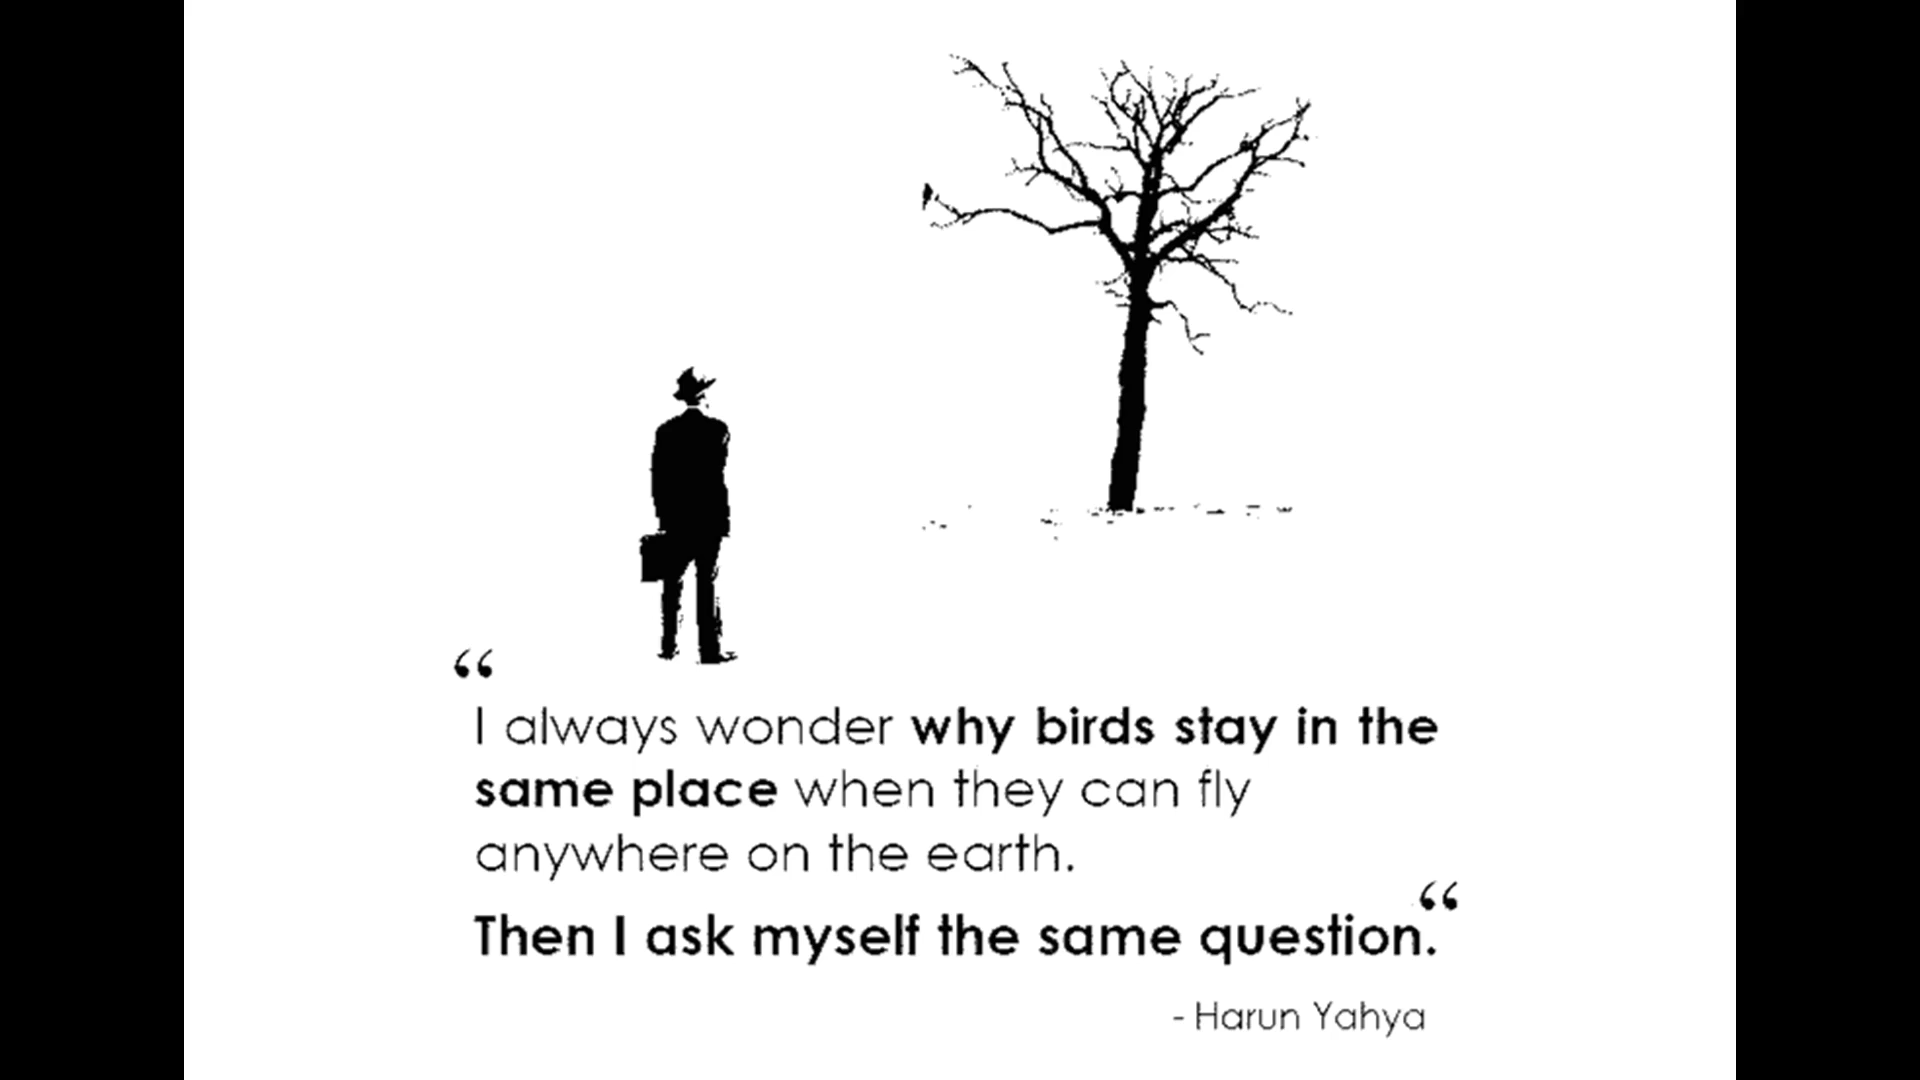 “
I always wonder why birds stay in the
same place when they can fly
anywhere on the earth.
Then I ask myself the same question.“
- Harun Yahya